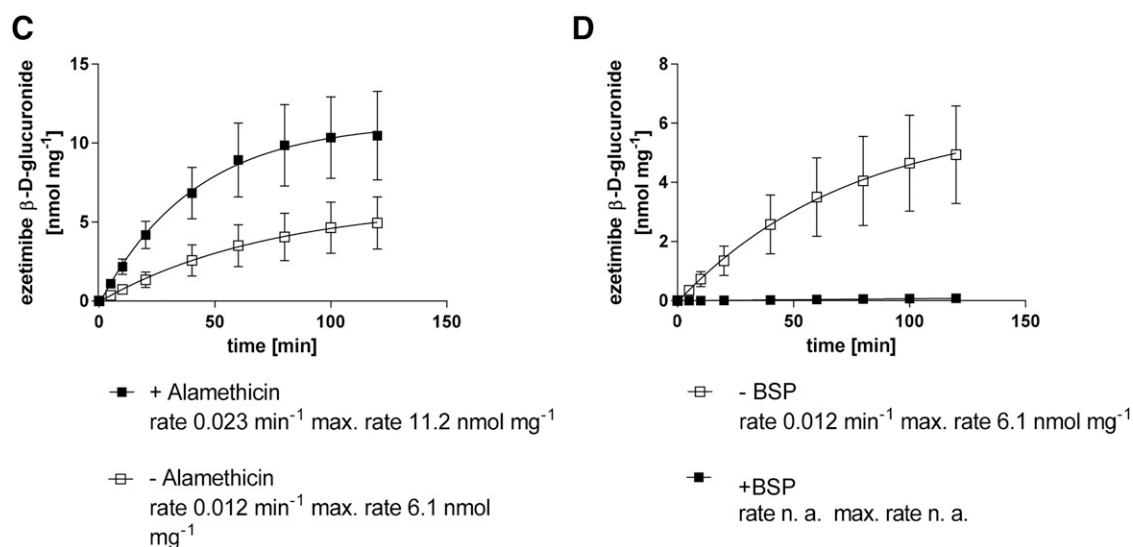 C
ezetimibe β-D-glucuronide
[nmol mg⁻¹]
15
10
5
0
0
50
100
150
time [min]
+ Alamethicin
rate 0.023 min⁻¹ max. rate 11.2 nmol mg⁻¹
- Alamethicin
rate 0.012 min⁻¹ max. rate 6.1 nmol
mg⁻¹
D
ezetimibe β-D-glucuronide
[nmol mg⁻¹]
8
6
4
2
0
0
50
100
150
time [min]
- BSP
rate 0.012 min⁻¹ max. rate 6.1 nmol mg⁻¹
+BSP
rate n. a. max. rate n. a.